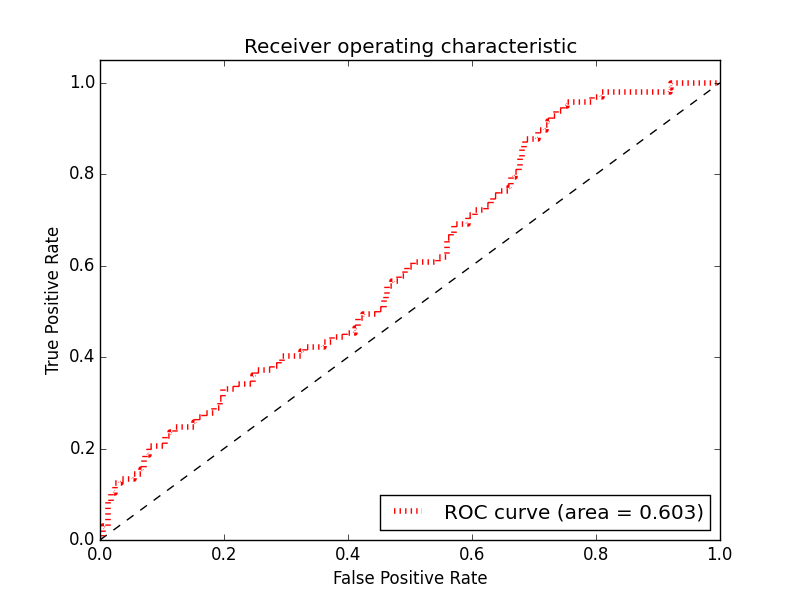 Receiver operating characteristic
1.0
0.8
0.6
0.4
0.2
0.0
True Positive Rate
ROC curve (area = 0.603)
0.0 0.2 0.4 0.6 0.8 1.0
False Positive Rate